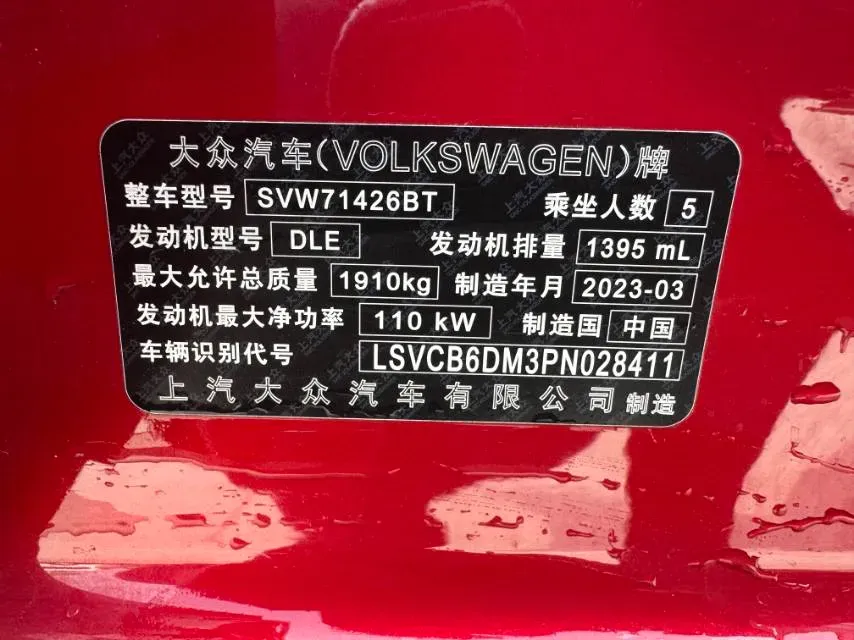 大众汽车(VOLKSWAGEN)牌
整车型号 SVW71426BT 乘坐人数 5
发动机型号 DLE 发动机排量 1395 mL
最大允许总质量 1910kg 制造年月 2023-03
发动机最大净功率 110 kW 制造国 中国
车辆识别代号 LSVCB6DM3PN028411
上汽大众汽车有限公司 制造